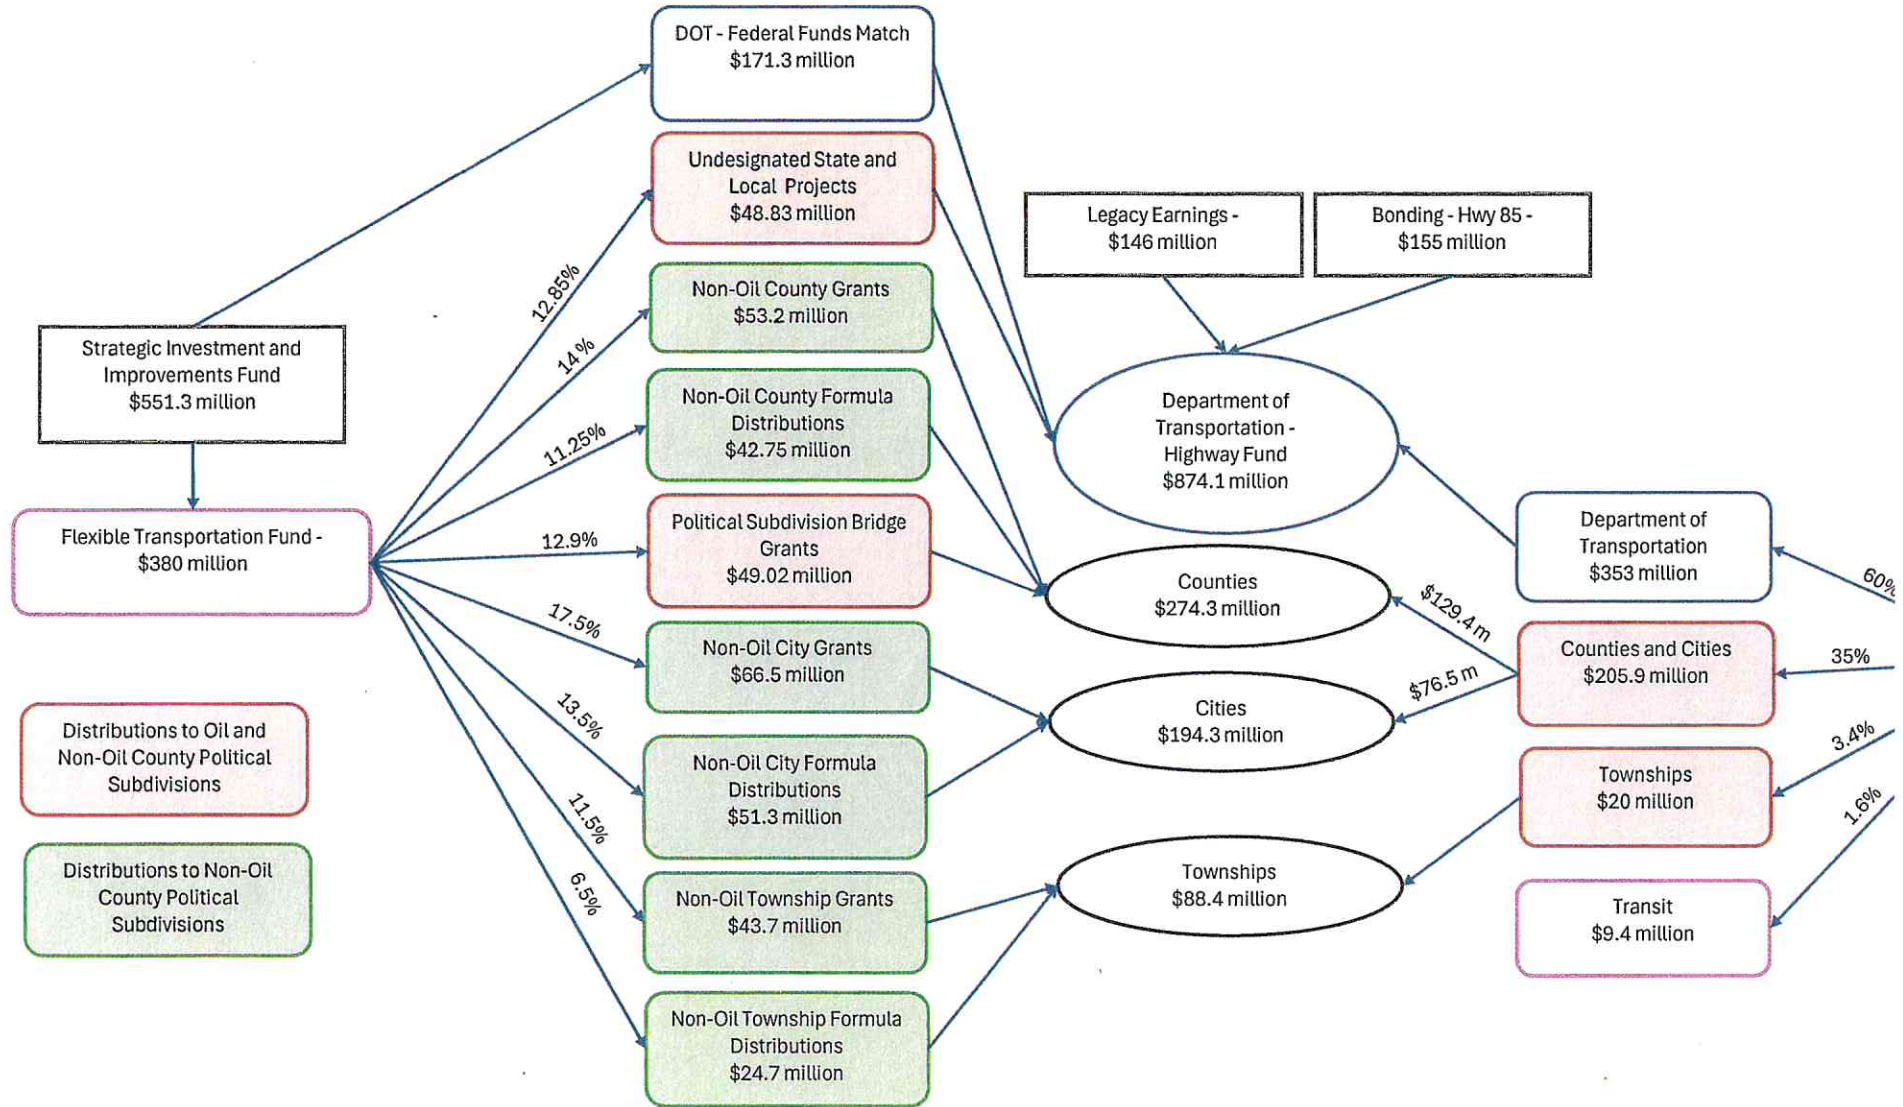 DOT - Federal Funds Match
$171.3 million
Undesignated State and
Local Projects
$48.83 million
Legacy Earnings -
$146 million
Bonding - Hwy 85 -
$155 million
12.85%
Non-Oil County Grants
$53.2 million
14 %
Strategic Investment and
Improvements Fund
$551.3 million
Non-Oil County Formula
Distributions
$42.75 million
11.25%
Department of
Transportation -
Highway Fund
$874.1 million
Flexible Transportation Fund -
$380 million
12.9%
Political Subdivision Bridge
Grants
$49.02 million
Department of
Transportation
$353 million
60%
Counties
$274.3 million
$129.4 m
17.5%
Non-Oil City Grants
$66.5 million
Counties and Cities
$205.9 million
35%
$76.5 m
Cities
$194.3 million
13.5%
Distributions to Oil and
Non-Oil County Political
Subdivisions
Non-Oil City Formula
Distributions
$51.3 million
Townships
$20 million
3.4%
1.6%
11.5%
Distributions to Non-Oil
County Political
Subdivisions
6.5%
Non-Oil Township Grants
$43.7 million
Townships
$88.4 million
Transit
$9.4 million
Non-Oil Township Formula
Distributions
$24.7 million